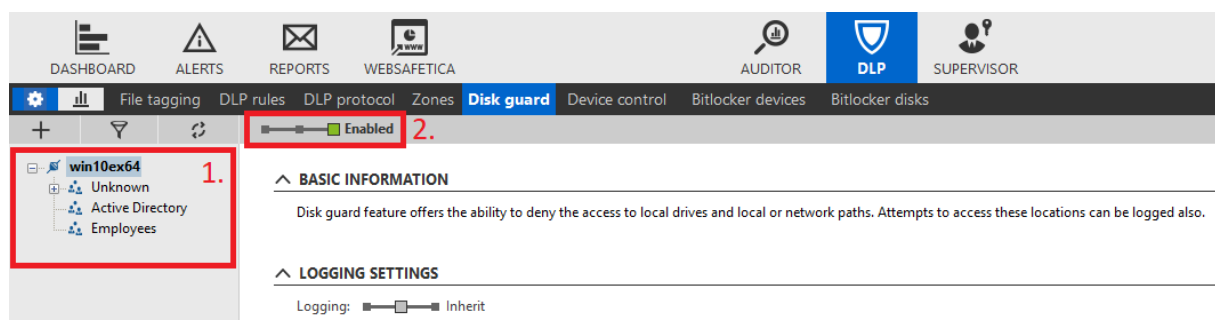 DASHBOARD ALERTS REPORTS WEBSAFETICA AUDITOR DLP SUPERVISOR
File tagging DLP rules DLP protocol Zones Disk guard Device control Bitlocker devices Bitlocker disks
Enabled 2.
win10ex64 1.
Unknown
Active Directory
Employees
BASIC INFORMATION
Disk guard feature offers the ability to deny the access to local drives and local or network paths. Attempts to access these locations can be logged also.
LOGGING SETTINGS
Logging: Inherit